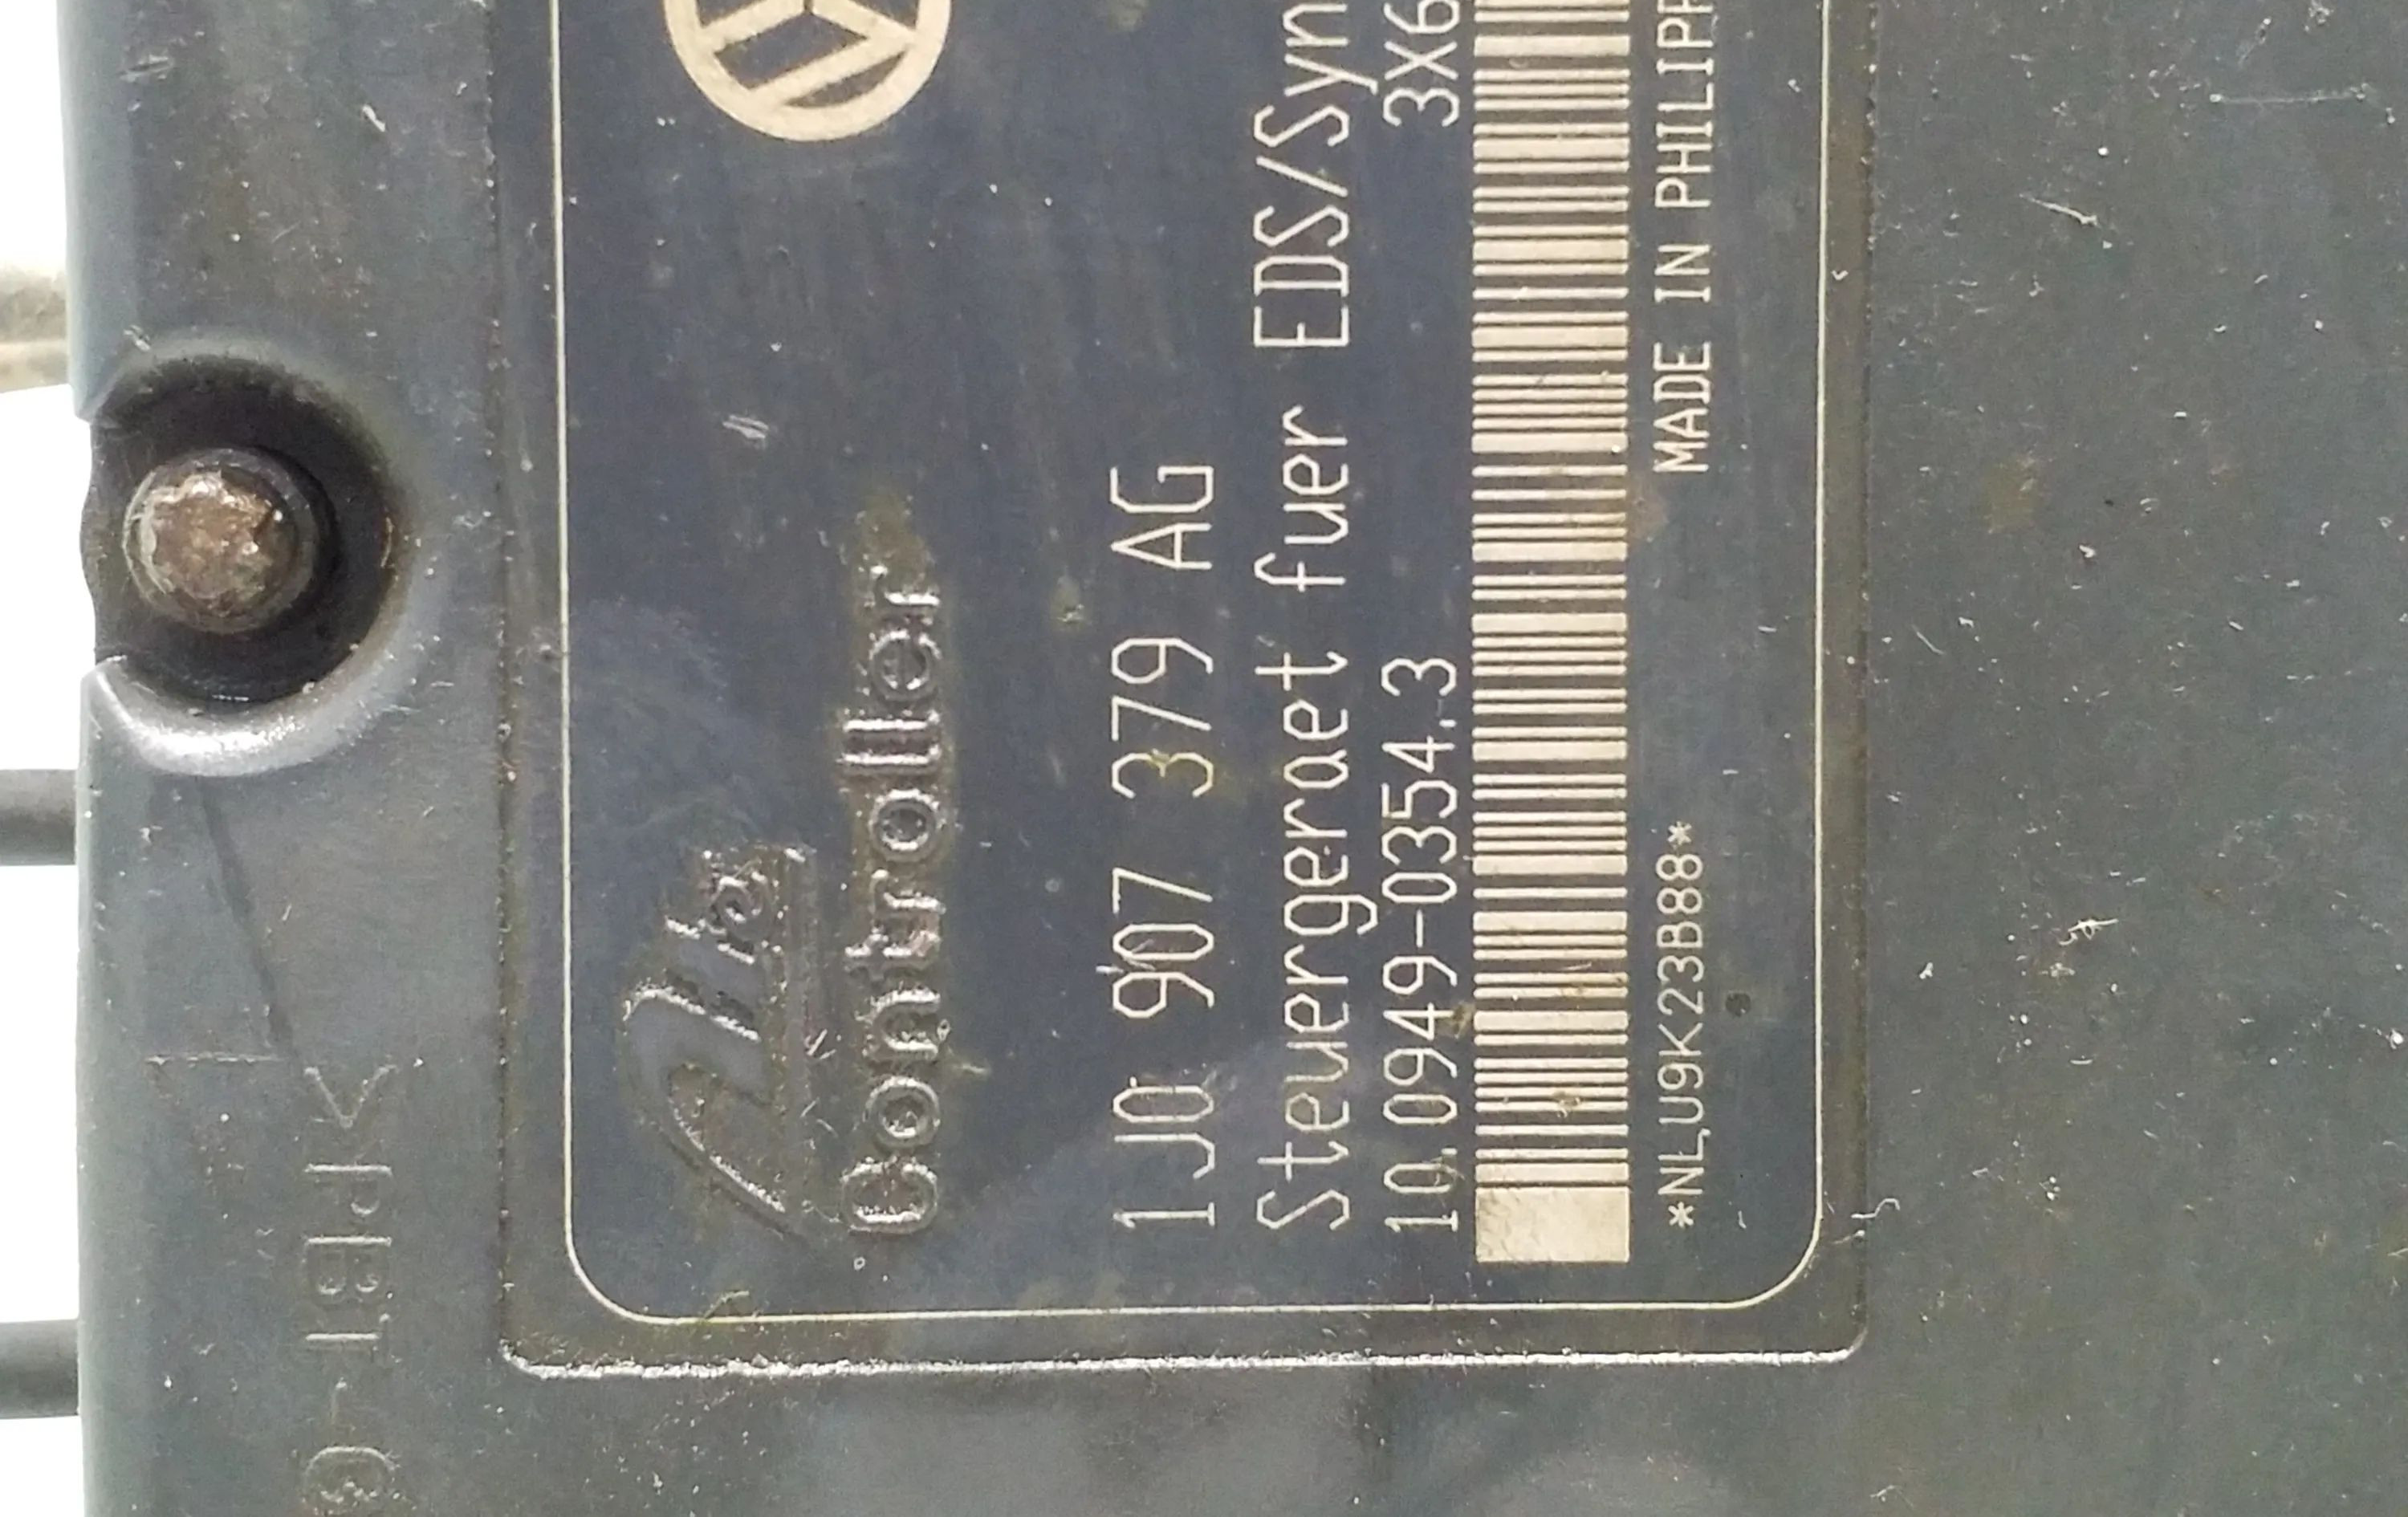 Ate
Controller
1J0 907 379 AG
Steuergeraet fuer EDS/Syn
10.0949-0354.3 3X6
*NLU9K23B88* MADE IN PHILIPP
>PBT-G